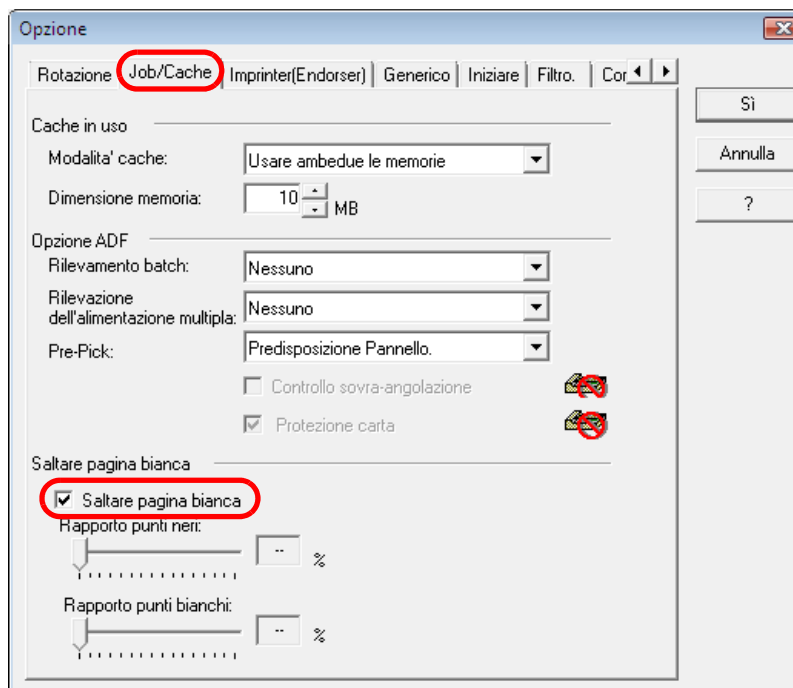 Opzione
Rotazione Job/Cache Imprinter(Endorser) Generico Iniziare Filtro. Cor
Sì
Annulla
?
Cache in uso
Modalita' cache: Usare ambedue le memorie
Dimensione memoria: 10 MB
Opzione ADF
Rilevamento batch: Nessuno
Rilevazione
dell'alimentazione multipla: Nessuno
Pre-Pick: Predisposizione Pannello.
Controllo sovra-angolazione
Protezione carta
Saltare pagina bianca
Saltare pagina bianca
Rapporto punti neri:
-- %
Rapporto punti bianchi:
-- %